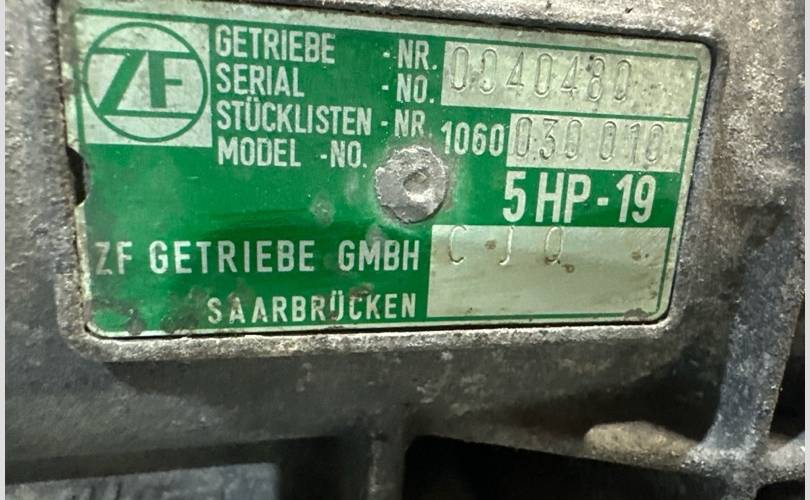 ZF
GETRIEBE -NR. 0040480
SERIAL -NO.
STÜCKLISTEN - NR 1060 030 010
MODEL -NO.
5 HP - 19
ZF GETRIEBE GMBH C J Q
SAARBRÜCKEN